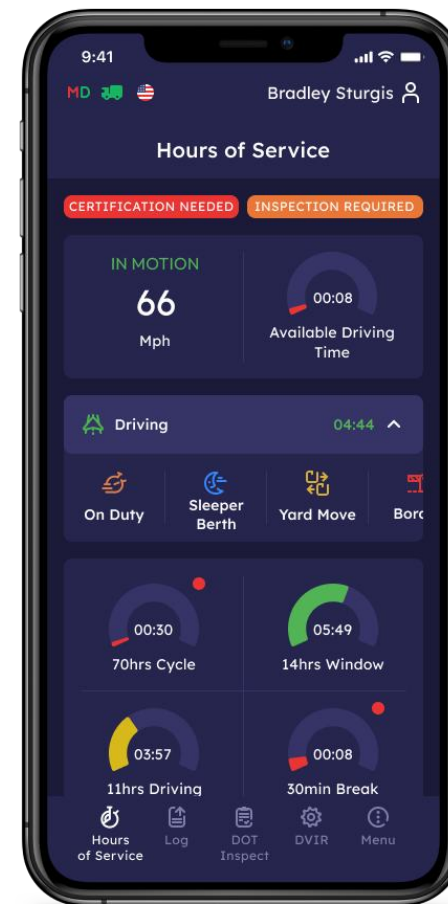 9:41
MD
Bradley Sturgis
Hours of Service
CERTIFICATION NEEDED INSPECTION REQUIRED
IN MOTION
66
Mph
00:08
Available Driving
Time
Driving 04:44
On Duty
Sleeper
Berth
Yard Move
Bord
00:30
70hrs Cycle
05:49
14hrs Window
03:57
11hrs Driving
00:08
30min Break
Hours
of Service
Log
DOT
Inspect
DVIR
Menu